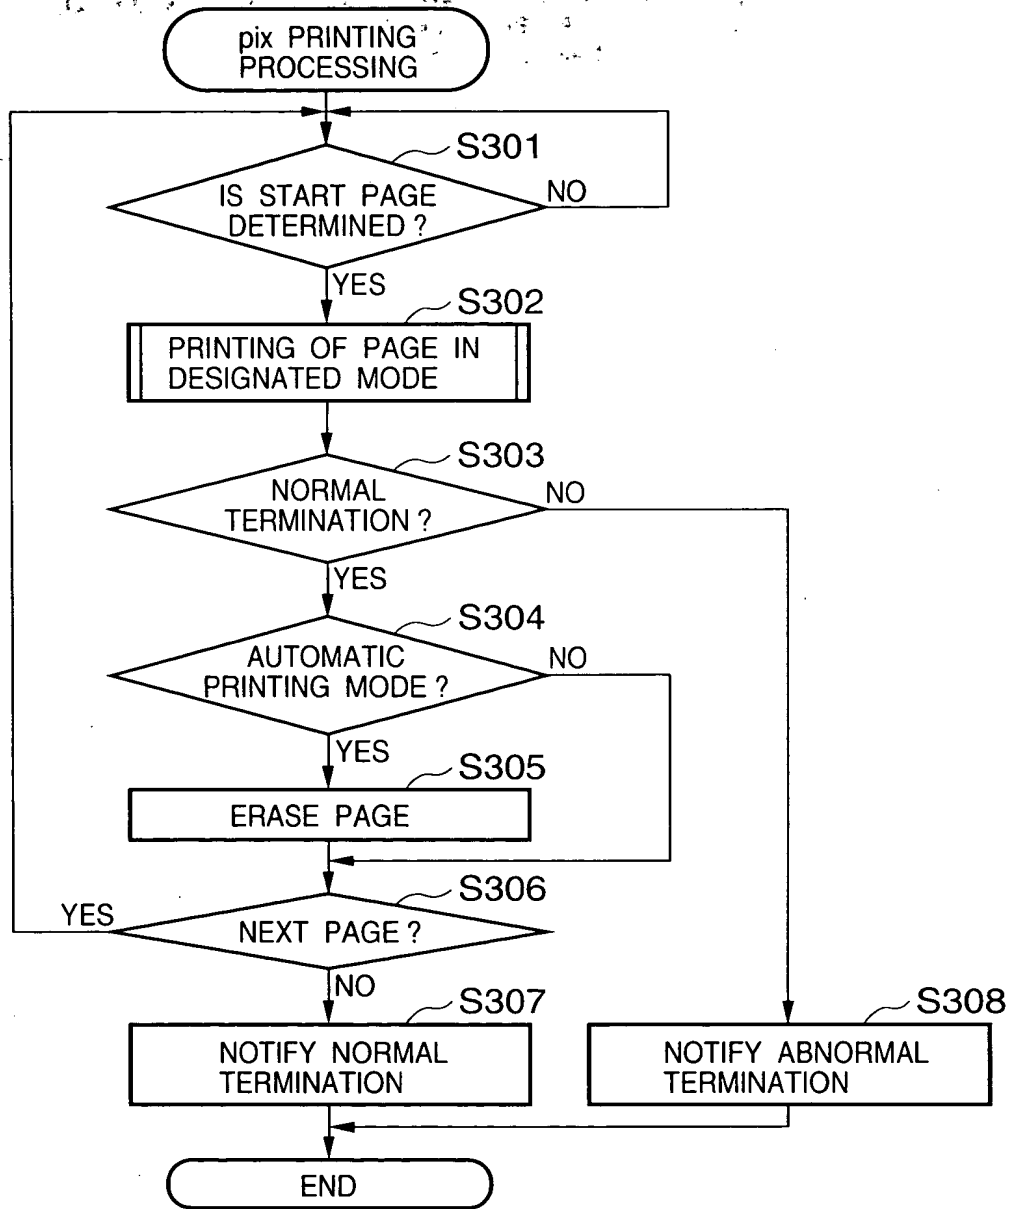 pix PRINTING
PROCESSING
S301
IS START PAGE
DETERMINED ?
NO
YES
S302
PRINTING OF PAGE IN
DESIGNATED MODE
S303
NORMAL
TERMINATION ?
NO
YES
S304
AUTOMATIC
PRINTING MODE ?
NO
YES
S305
ERASE PAGE
S306
YES
NEXT PAGE ?
NO
S307
NOTIFY NORMAL
TERMINATION
S308
NOTIFY ABNORMAL
TERMINATION
END